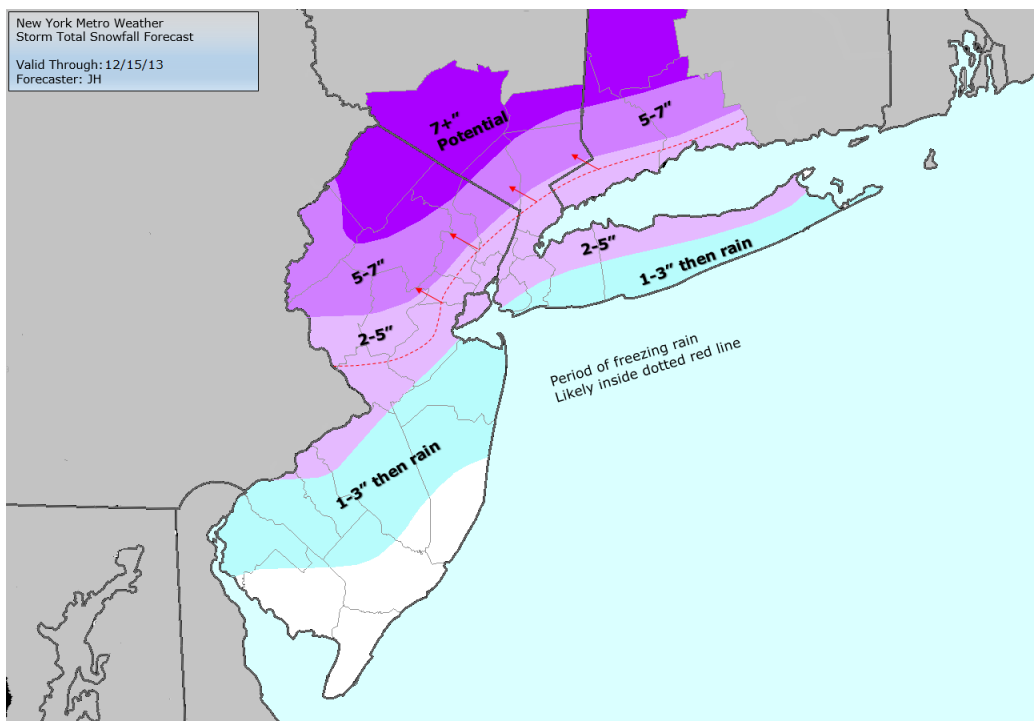 New York Metro Weather
Storm Total Snowfall Forecast
Valid Through: 12/15/13
Forecaster: JH
7+”
Potential
5-7”
5-7”
2-5”
2-5”
1-3” then rain
1-3” then rain
Period of freezing rain
Likely inside dotted red line